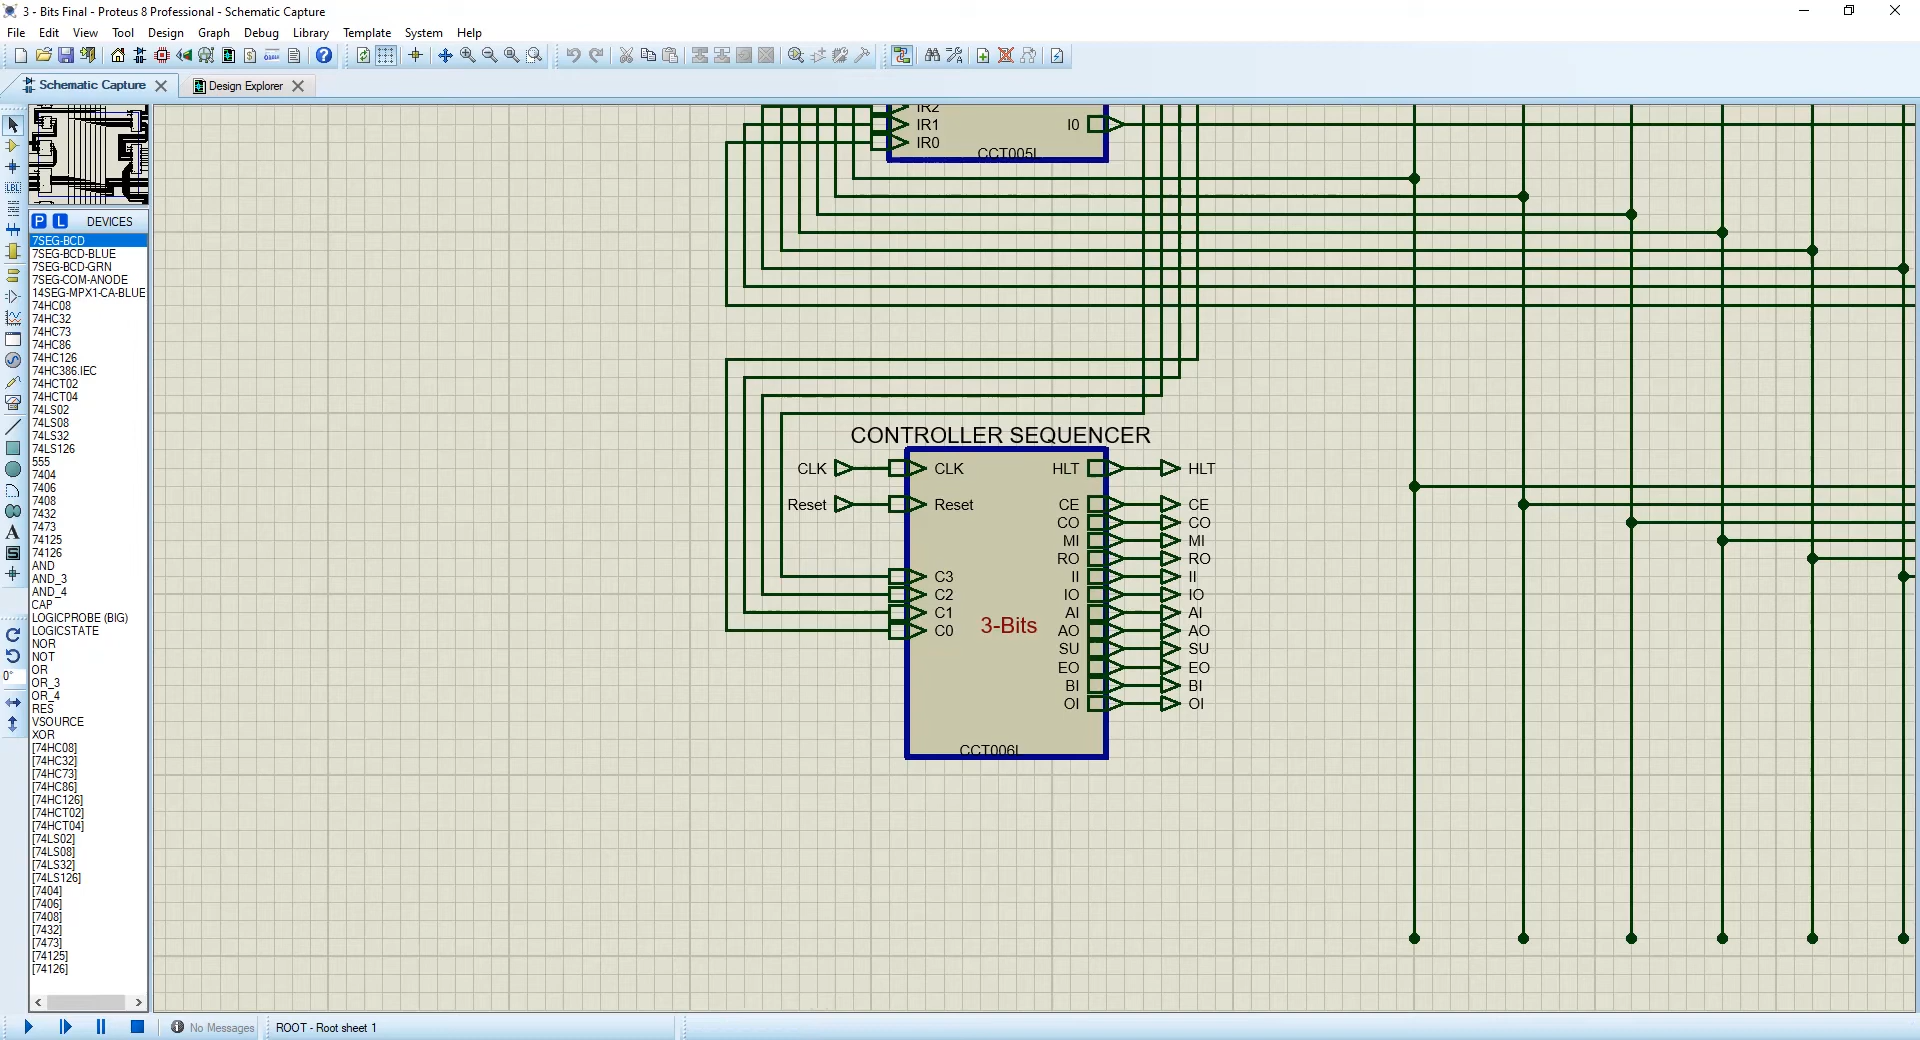 3 - Bits Final - Proteus 8 Professional - Schematic Capture
File Edit View Tool Design Graph Debug Library Template System Help
Schematic Capture Design Explorer
P L DEVICES
7SEG-BCD
7SEG-BCD-BLUE
7SEG-BCD-GRN
7SEG-COM-ANODE
14SEG-MPX1-CA-BLUE
74HC08
74HC32
74HC73
74HC86
74HC126
74HC386.IEC
74HCT02
74HCT04
74LS02
74LS08
74LS32
74LS126
555
7404
7406
7408
7432
7473
74125
74126
AND
AND_3
AND_4
CAP
LOGICPROBE (BIG)
LOGICSTATE
NOR
NOT
OR
OR_3
OR_4
RES
VSOURCE
XOR
[74HC08]
[74HC32]
[74HC73]
[74HC86]
[74HC126]
[74HCT02]
[74HCT04]
[74LS02]
[74LS08]
[74LS32]
[74LS126]
[7404]
[7406]
[7408]
[7432]
[7473]
[74125]
[74126]
LBL
A
S
0°
IR2
IR1 I0
IR0
CCT005L
CONTROLLER SEQUENCER
CLK CLK HLT HLT
Reset Reset CE CE
CO CO
MI MI
RO RO
C3 II II
C2 IO IO
C1 AI AI
C0 3-Bits AO AO
SU SU
EO EO
BI BI
OI OI
CCT006L
No Messages ROOT - Root sheet 1